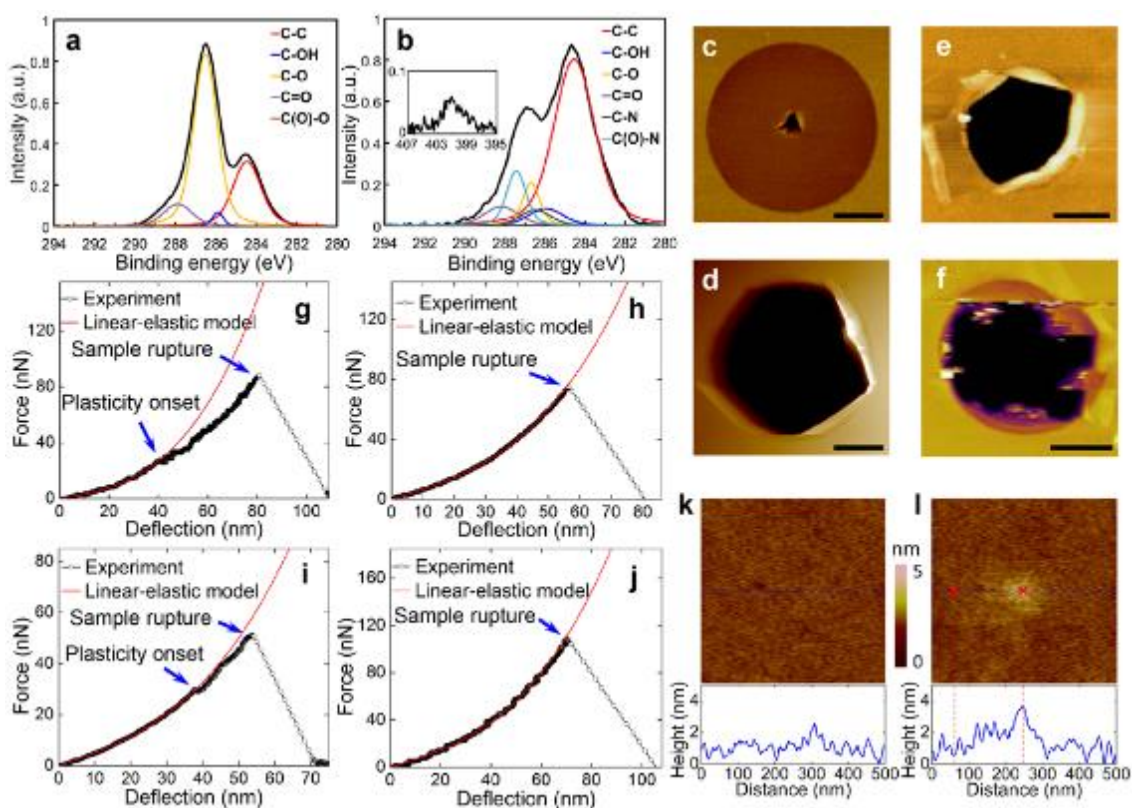 a
C-C
C-OH
C-O
C=O
C(O)-O
Intensity (a.u.)
1
0.8
0.6
0.4
0.2
0
294 292 290 288 286 284 282 280
Binding energy (eV)
b
C-C
C-OH
C-O
C=O
C-N
C(O)-N
0.1
0
407 403 399 395
Intensity (a.u.)
1
0.8
0.6
0.4
0.2
0
294 292 290 288 286 284 282 280
Binding energy (eV)
c
e
d
f
g
Experiment
Linear-elastic model
Sample rupture
Plasticity onset
Force (nN)
120
80
40
0
0 20 40 60 80 100
Deflection (nm)
h
Experiment
Linear-elastic model
Sample rupture
Force (nN)
120
80
40
0
0 10 20 30 40 50 60 70 80
Deflection (nm)
i
Experiment
Linear-elastic model
Sample rupture
Plasticity onset
Force (nN)
80
60
40
20
0
0 10 20 30 40 50 60 70
Deflection (nm)
j
Experiment
Linear-elastic model
Sample rupture
Force (nN)
160
120
80
40
0
0 20 40 60 80 100
Deflection (nm)
k
l
nm
5
0
Height (nm)
4
2
0
0 100 200 300 400 500
Distance (nm)
Height (nm)
4
2
0
0 100 200 300 400 500
Distance (nm)